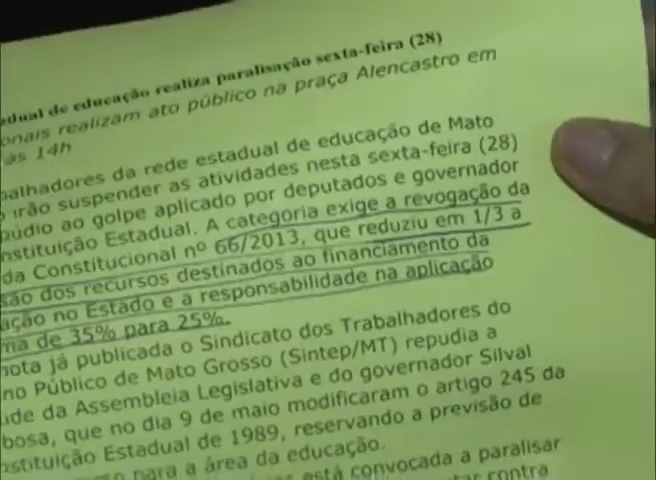 adual de educação realiza paralisação sexta-feira (28)
onais realizam ato público na praça Alencastro em
às 14h
balhadores da rede estadual de educação de Mato
o irão suspender as atividades nesta sexta-feira (28)
púdio ao golpe aplicado por deputados e governador
nstituição Estadual. A categoria exige a revogação da
da Constitucional nº 66/2013, que reduziu em 1/3 a
são dos recursos destinados ao financiamento da
ação no Estado e a responsabilidade na aplicação
ma de 35% para 25%.
nota já publicada o Sindicato dos Trabalhadores do
no Público de Mato Grosso (Sintep/MT) repudia a
ude da Assembleia Legislativa e do governador Silval
bosa, que no dia 9 de maio modificaram o artigo 245 da
nstituição Estadual de 1989, reservando a previsão de
para a área da educação.
está convocada a paralisar
contra